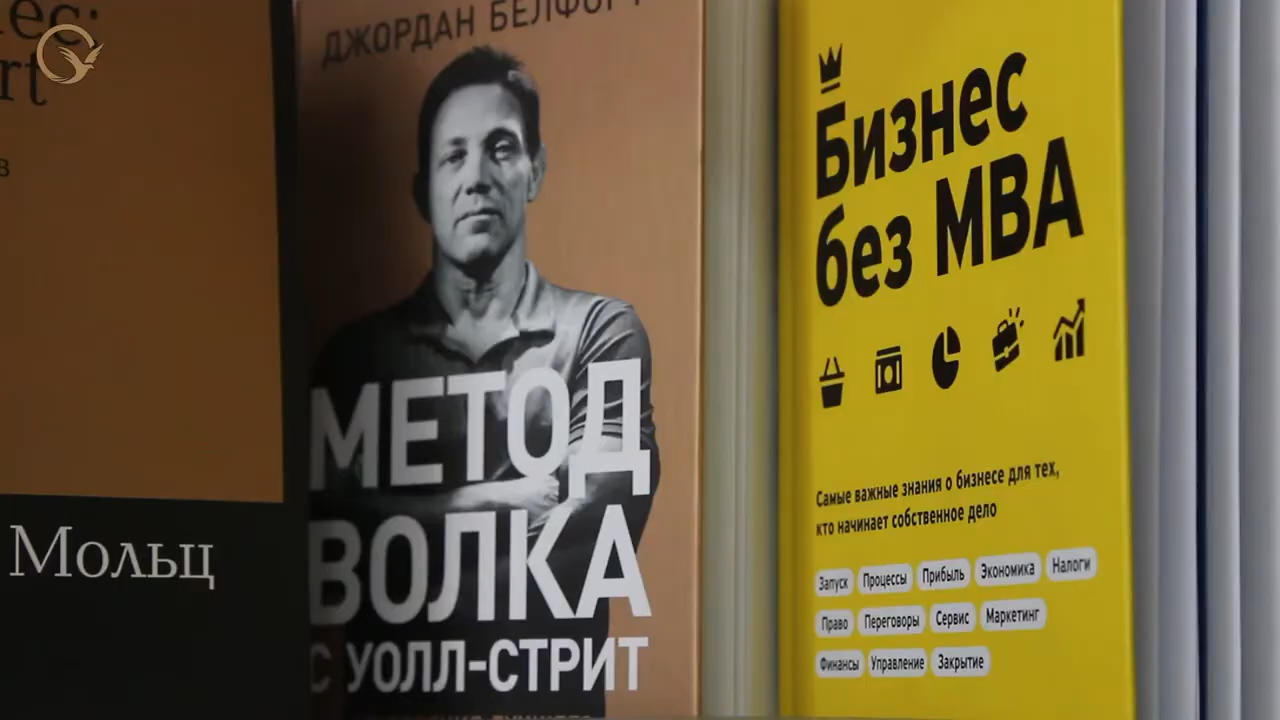 Мольц
ДЖОРДАН БЕЛФОРТ
МЕТОД
ВОЛКА
С УОЛЛ-СТРИТ
Бизнес
без MBA
Самые важные знания о бизнесе для тех,
кто начинает собственное дело
Запуск Процессы Прибыль Экономика Налоги
Право Переговоры Сервис Маркетинг
Финансы Управление Закрытие